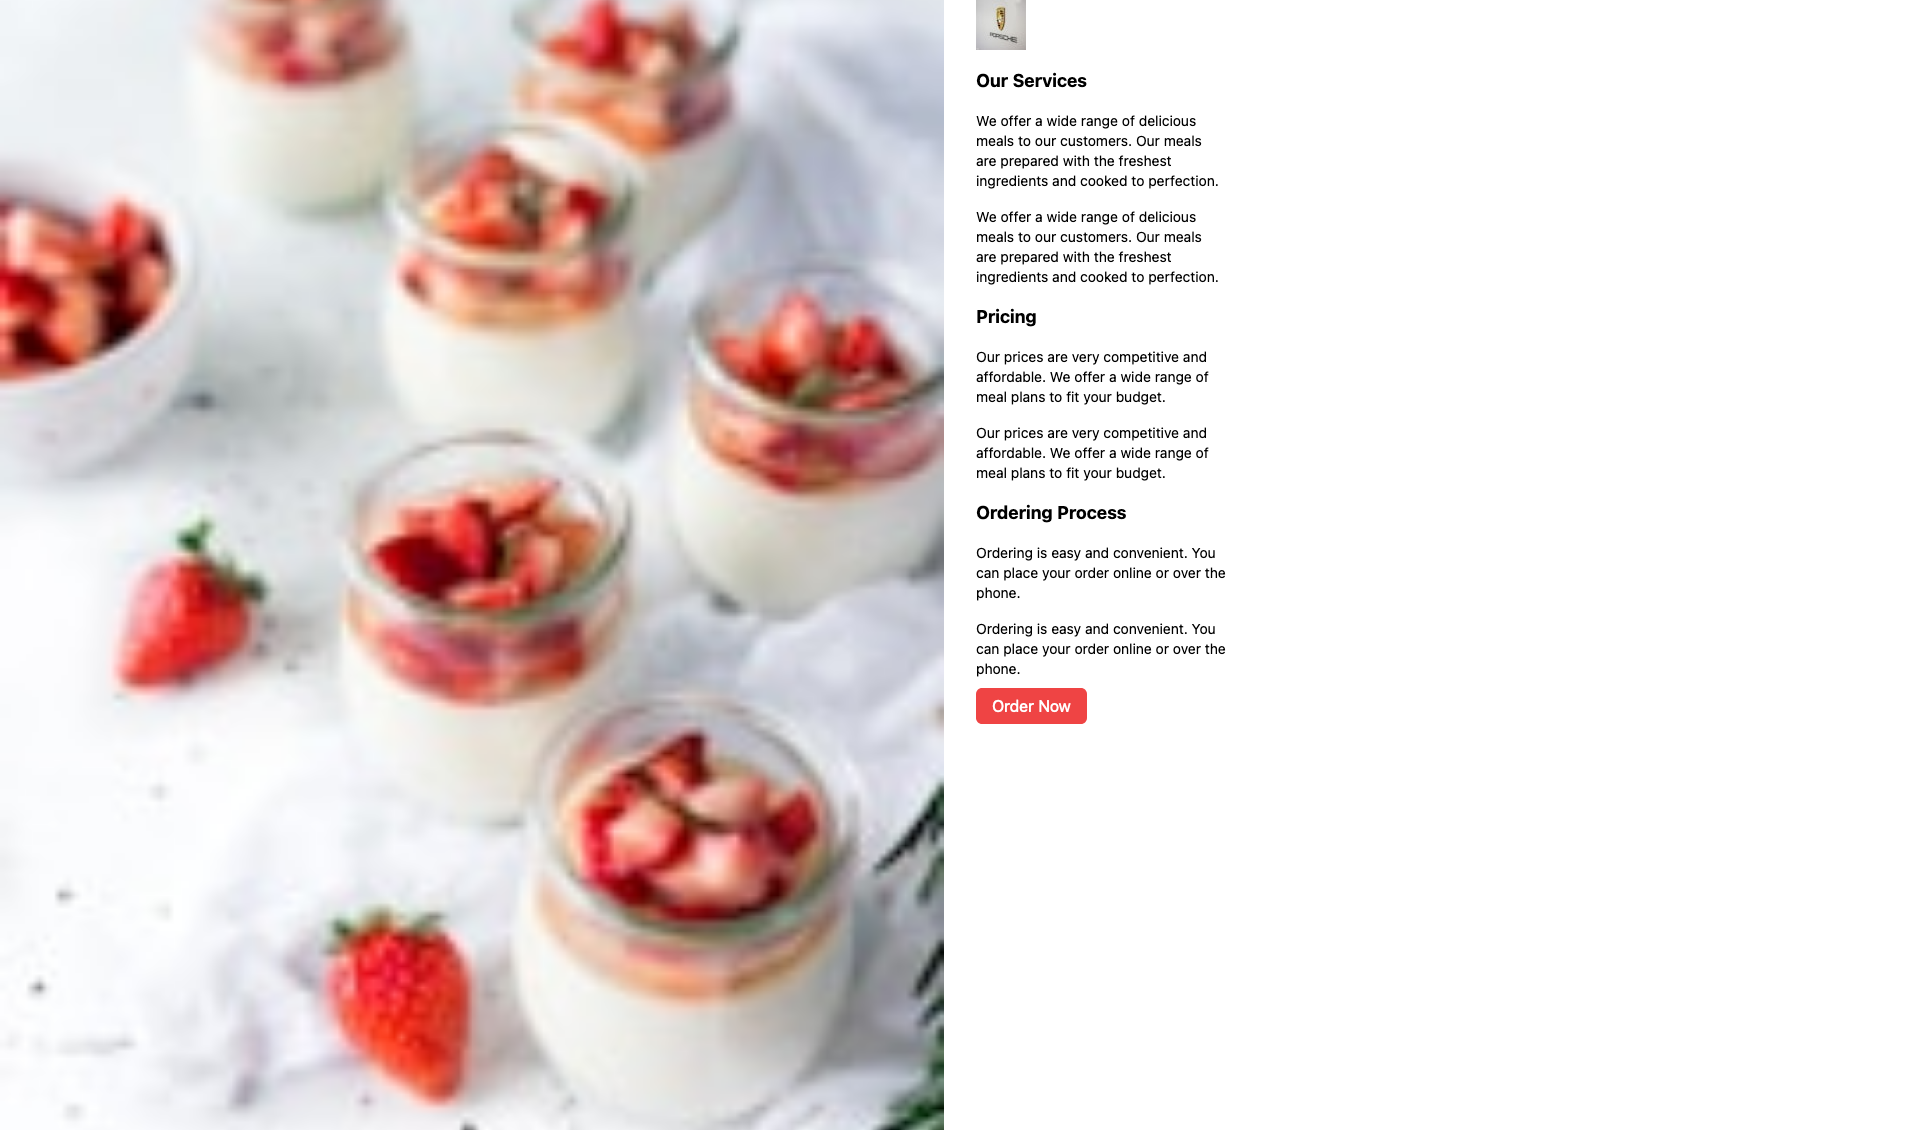 PORSCHE
Our Services
We offer a wide range of delicious
meals to our customers. Our meals
are prepared with the freshest
ingredients and cooked to perfection.
We offer a wide range of delicious
meals to our customers. Our meals
are prepared with the freshest
ingredients and cooked to perfection.
Pricing
Our prices are very competitive and
affordable. We offer a wide range of
meal plans to fit your budget.
Our prices are very competitive and
affordable. We offer a wide range of
meal plans to fit your budget.
Ordering Process
Ordering is easy and convenient. You
can place your order online or over the
phone.
Ordering is easy and convenient. You
can place your order online or over the
phone.
Order Now